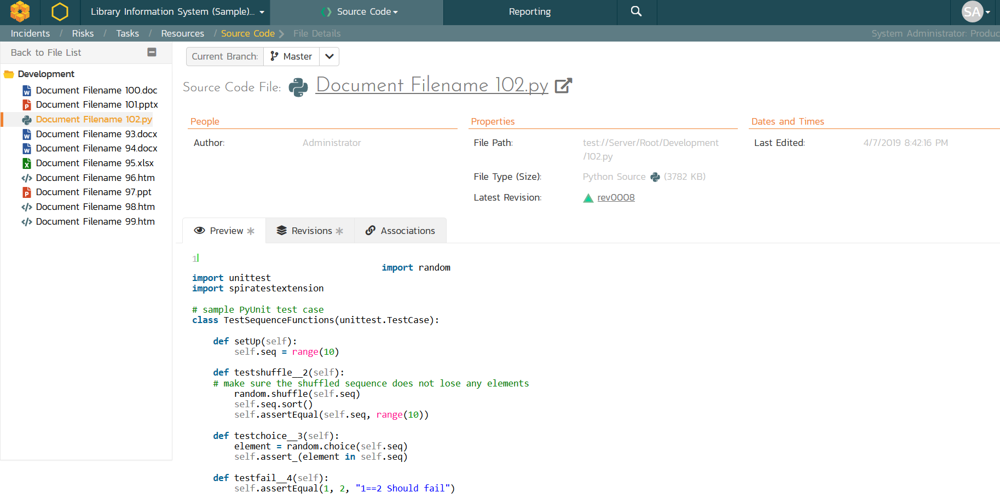 Library Information System (Sample)... Source Code Reporting SA
Incidents / Risks / Tasks / Resources / Source Code File Details System Administrator: Produc
Back to File List
Current Branch: Master
Development
Document Filename 100.doc
Document Filename 101.pptx
Document Filename 102.py
Document Filename 93.docx
Document Filename 94.docx
Document Filename 95.xlsx
Document Filename 96.htm
Document Filename 97.ppt
Document Filename 98.htm
Document Filename 99.htm
Source Code File: Document Filename 102.py
People
Author: Administrator
Properties
File Path: test://Server/Root/Development
/102.py
File Type (Size): Python Source (3782 KB)
Latest Revision: rev0008
Dates and Times
Last Edited: 4/7/2019 8:42:16 PM
Preview Revisions Associations
1
import random
import unittest
import spiratestextension
# sample PyUnit test case
class TestSequenceFunctions(unittest.TestCase):
def setUp(self):
self.seq = range(10)
def testshuffle__2(self):
# make sure the shuffled sequence does not lose any elements
random.shuffle(self.seq)
self.seq.sort()
self.assertEqual(self.seq, range(10))
def testchoice__3(self):
element = random.choice(self.seq)
self.assert_(element in self.seq)
def testfail__4(self):
self.assertEqual(1, 2, "1==2 Should fail")